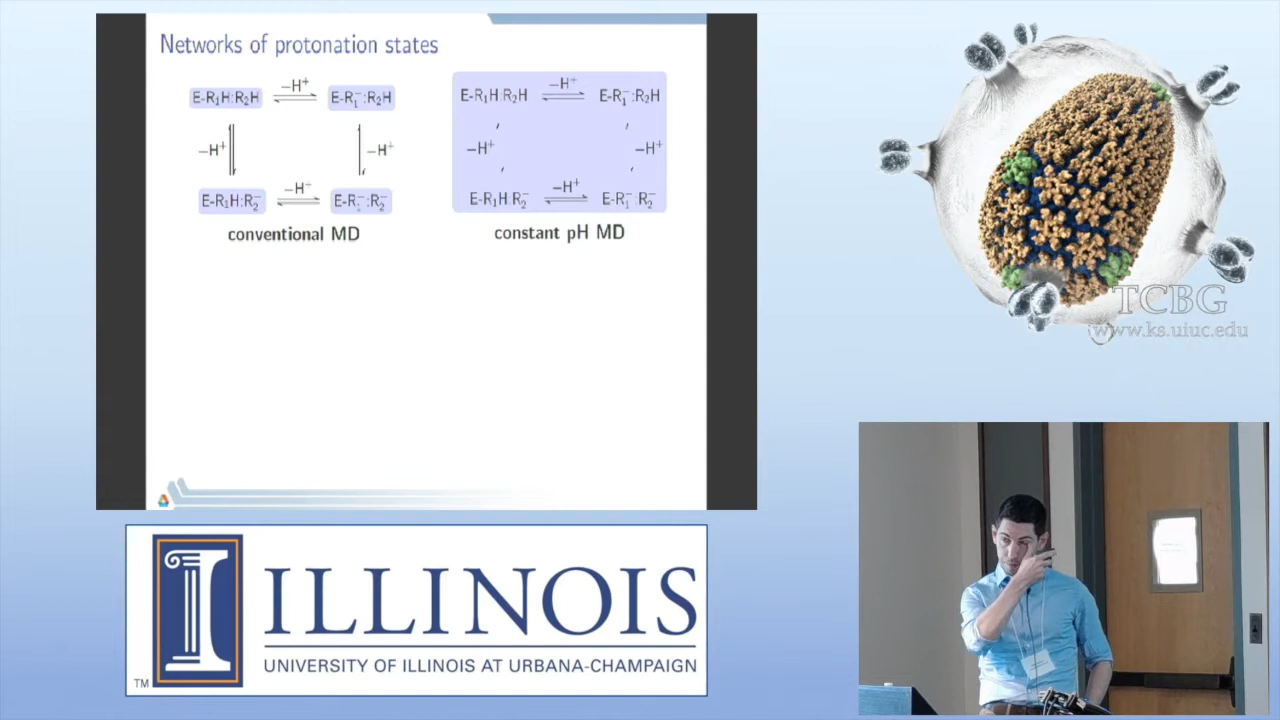 Networks of protonation states
E-R₁H:R₂H −H⁺ E-R₁⁻:R₂H
−H⁺ −H⁺
E-R₁H:R₂⁻ −H⁺ E-R₁⁻:R₂⁻
conventional MD
E-R₁H:R₂H −H⁺ E-R₁⁻:R₂H
−H⁺ −H⁺
E-R₁H:R₂⁻ −H⁺ E-R₁⁻:R₂⁻
constant pH MD
TCBG
www.ks.uiuc.edu
ILLINOIS
UNIVERSITY OF ILLINOIS AT URBANA-CHAMPAIGN
TM